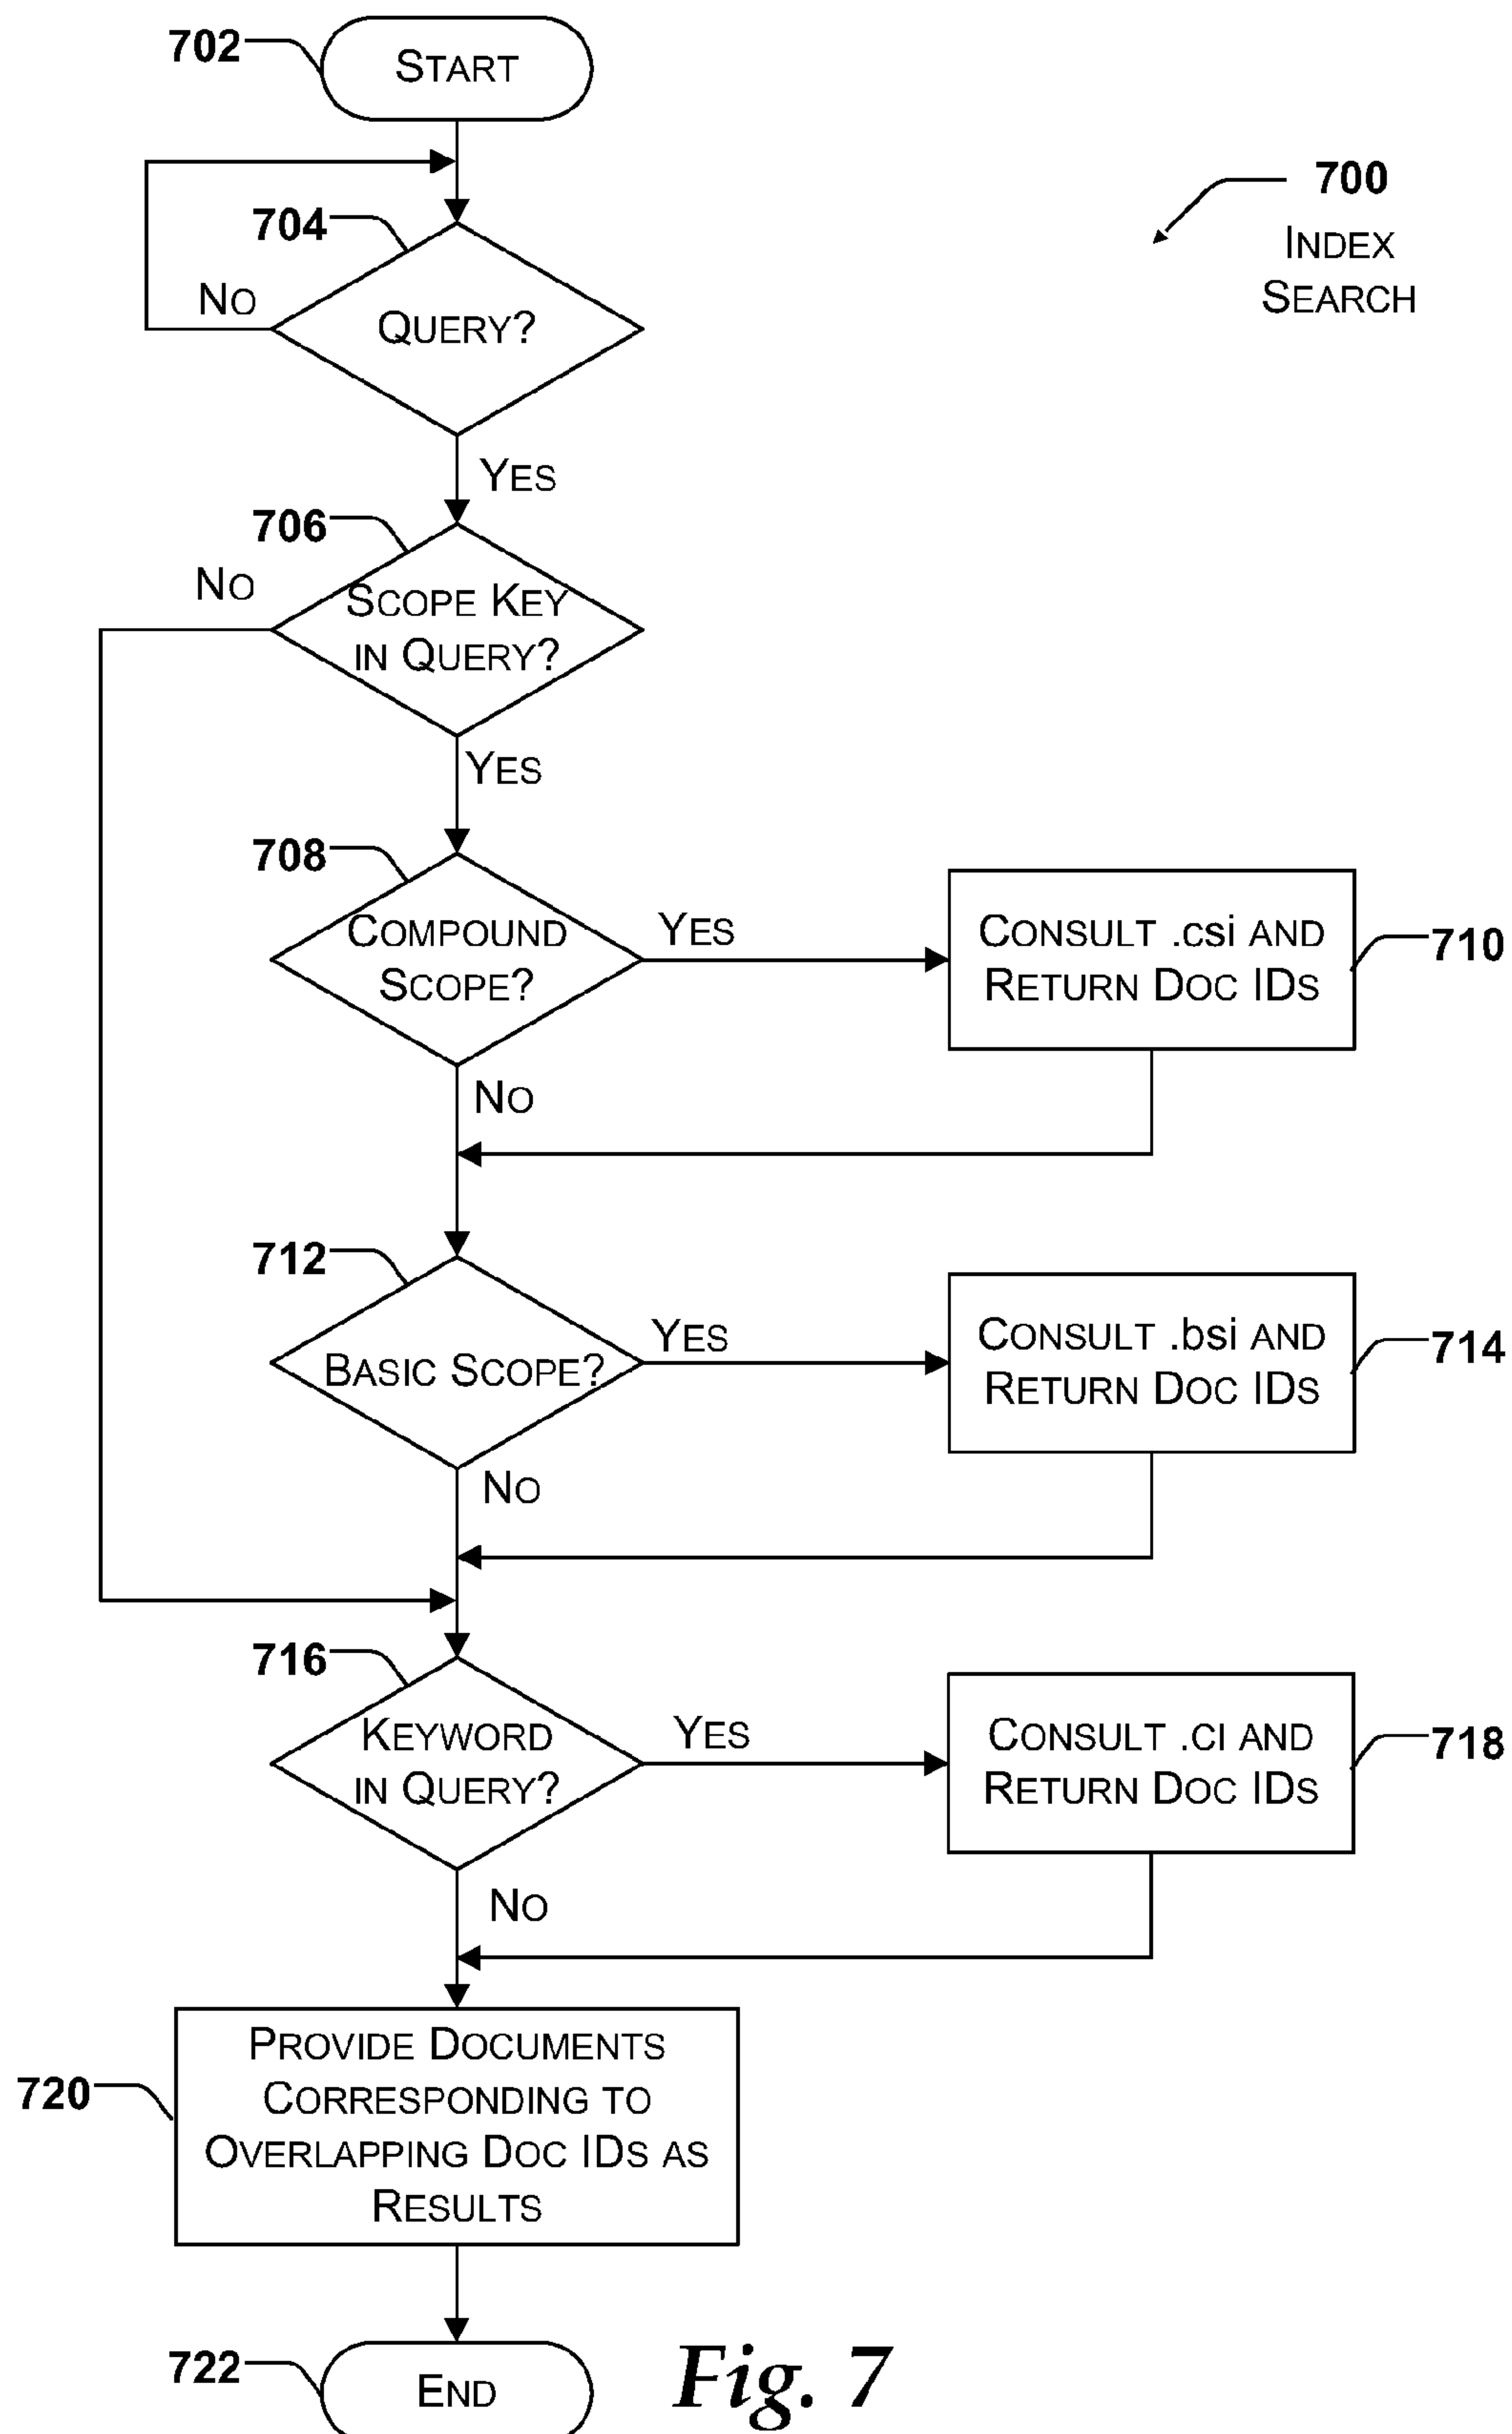 702
START
700
INDEX
SEARCH
704
NO
QUERY?
YES
706
NO
SCOPE KEY
IN QUERY?
YES
708
COMPOUND
SCOPE?
YES
CONSULT .csi AND
RETURN DOC IDS
710
NO
712
BASIC SCOPE?
YES
CONSULT .bsi AND
RETURN DOC IDS
714
NO
716
KEYWORD
IN QUERY?
YES
CONSULT .CI AND
RETURN DOC IDS
718
NO
720
PROVIDE DOCUMENTS
CORRESPONDING TO
OVERLAPPING DOC IDS AS
RESULTS
722
END
Fig. 7